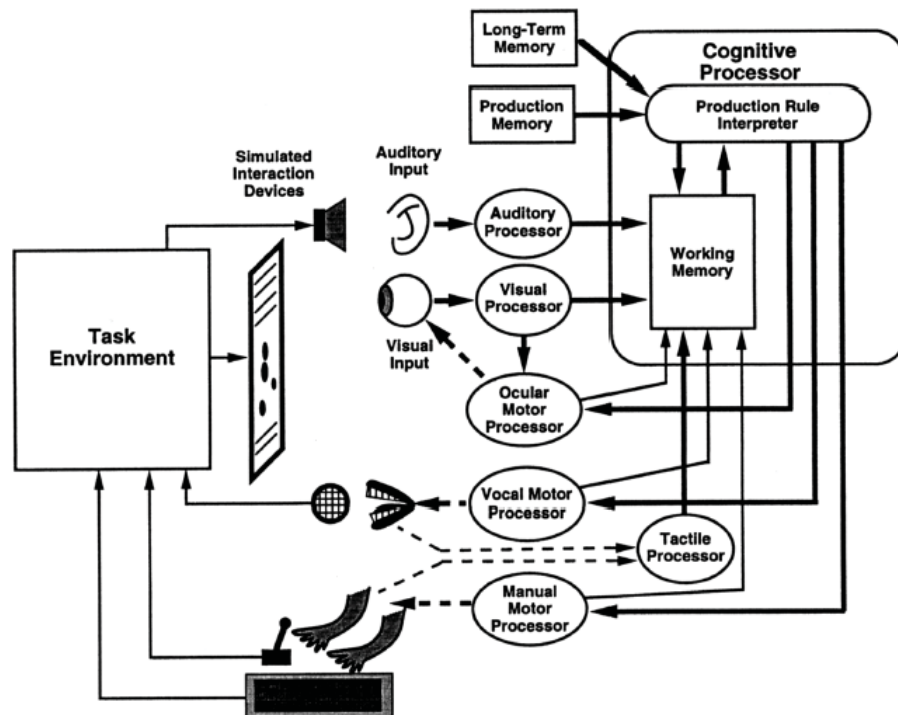 Long-Term
Memory
Cognitive
Processor
Production
Memory
Production Rule
Interpreter
Simulated
Interaction
Devices
Auditory
Input
Auditory
Processor
Working
Memory
Visual
Processor
Visual
Input
Task
Environment
Ocular
Motor
Processor
Vocal Motor
Processor
Tactile
Processor
Manual
Motor
Processor